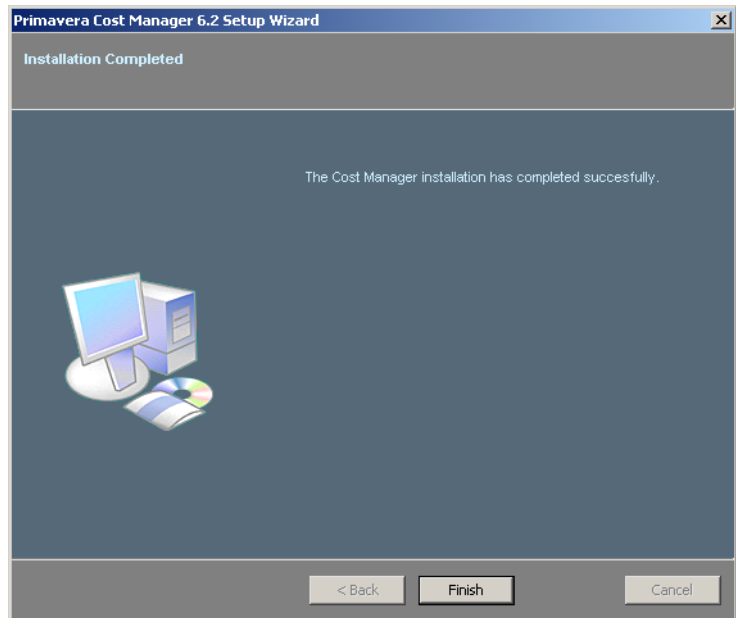 Primavera Cost Manager 6.2 Setup Wizard
Installation Completed
The Cost Manager installation has completed succesfully.
< Back
Finish
Cancel